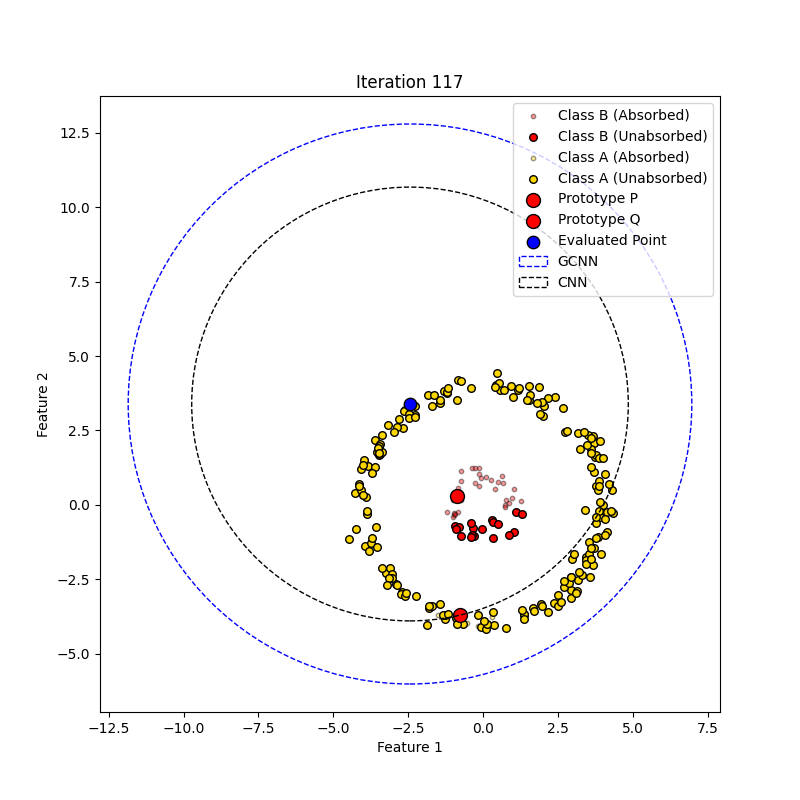 Iteration 117
Class B (Absorbed)
Class B (Unabsorbed)
Class A (Absorbed)
Class A (Unabsorbed)
Prototype P
Prototype Q
Evaluated Point
GCNN
CNN
12.5
10.0
7.5
5.0
2.5
0.0
−2.5
−5.0
Feature 2
−12.5 −10.0 −7.5 −5.0 −2.5 0.0 2.5 5.0 7.5
Feature 1